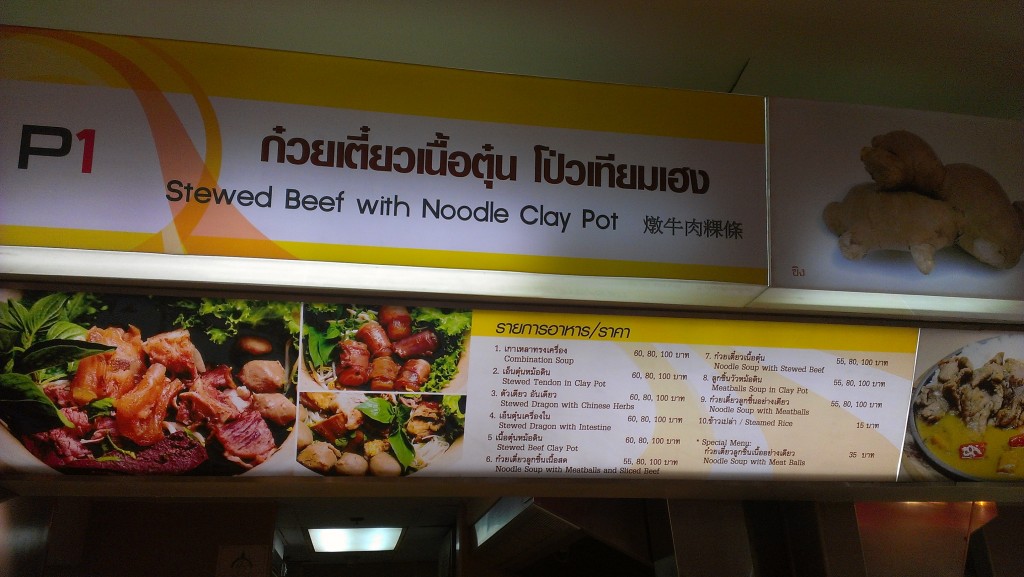 P1
ก๋วยเตี๋ยวเนื้อตุ๋น โป้วเทียมเฮง
Stewed Beef with Noodle Clay Pot 燉牛肉粿條
ขิง
รายการอาหาร/ราคา
1. เกาเหลาทรงเครื่อง 60, 80, 100 บาท
Combination Soup
2. เอ็นตุ๋นหม้อดิน 60, 80, 100 บาท
Stewed Tendon in Clay Pot
3. ตัวเดียว อันเดียว 60, 80, 100 บาท
Stewed Dragon with Chinese Herbs
4. เอ็นตุ๋นเครื่องใน 60, 80, 100 บาท
Stewed Dragon with Intestine
5 เนื้อตุ๋นหม้อดิน 60, 80, 100 บาท
Stewed Beef Clay Pot
6. ก๋วยเตี๋ยวลูกชิ้นเนื้อสด 55, 80, 100 บาท
Noodle Soup with Meatballs and Sliced Beef
7. ก๋วยเตี๋ยวเนื้อตุ๋น 55, 80, 100 บาท
Noodle Soup with Stewed Beef
8. ลูกชิ้นวัวหม้อดิน 55, 80, 100 บาท
Meatballs Soup in Clay Pot
9. ก๋วยเตี๋ยวลูกชิ้นอย่างเดียว 55, 80, 100 บาท
Noodle Soup with Meatballs
10.ข้าวเปล่า / Steamed Rice 15 บาท
* Special Menu:
ก๋วยเตี๋ยวลูกชิ้นเนื้ออย่างเดียว 35 บาท
Noodle Soup with Meat Balls